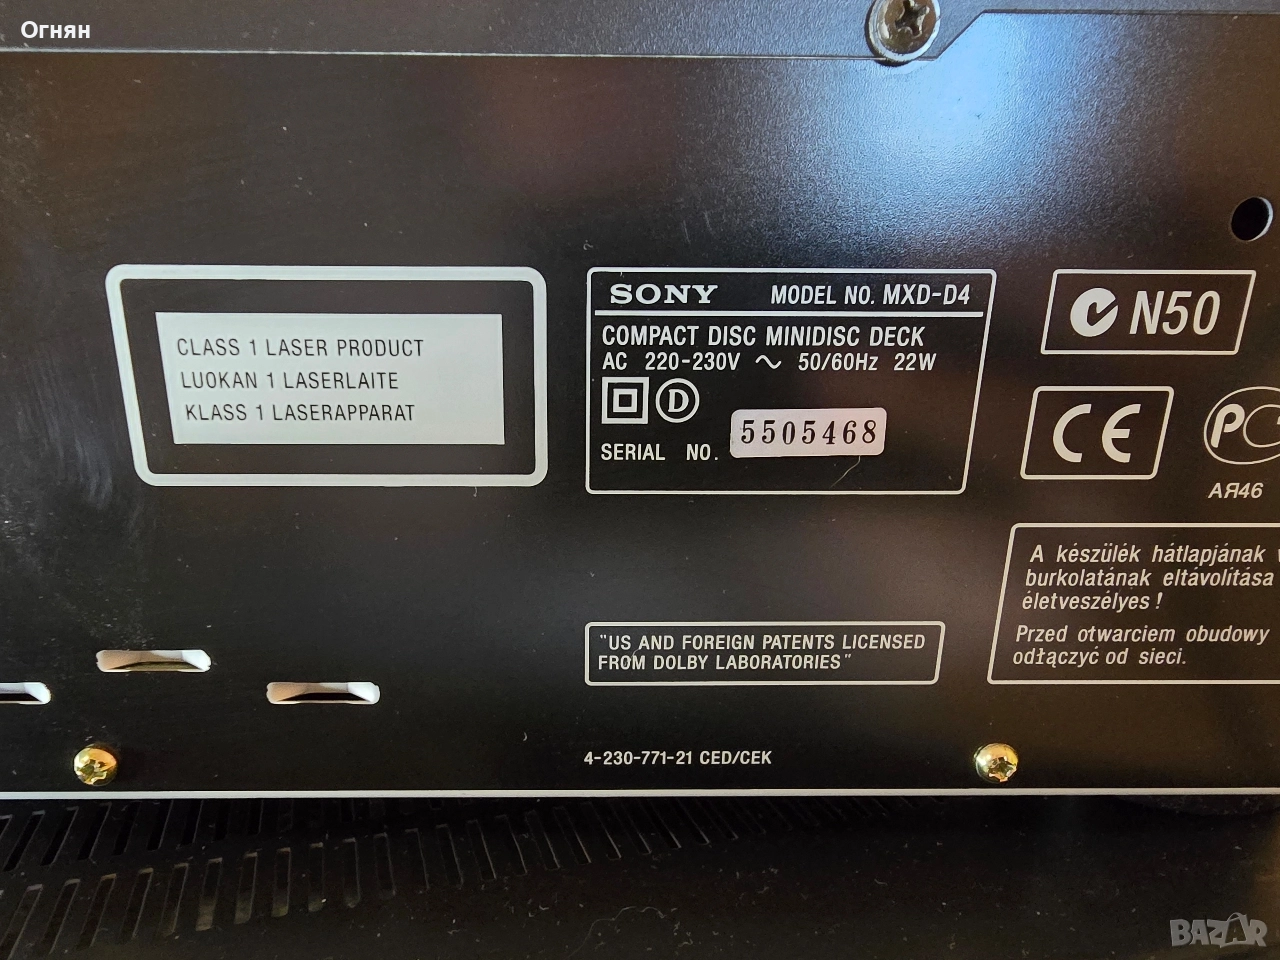 Огнян
CLASS 1 LASER PRODUCT
LUOKAN 1 LASERLAITE
KLASS 1 LASERAPPARAT
SONY MODEL NO. MXD-D4
COMPACT DISC MINIDISC DECK
AC 220-230V ~ 50/60Hz 22W
D
SERIAL NO. 5505468
N50
CE
АЯ46
A készülék hátlapjának
burkolatának eltávolítása
életveszélyes!
Przed otwarciem obudowy
odłączyć od sieci.
"US AND FOREIGN PATENTS LICENSED
FROM DOLBY LABORATORIES"
4-230-771-21 CED/CEK
BAZAR